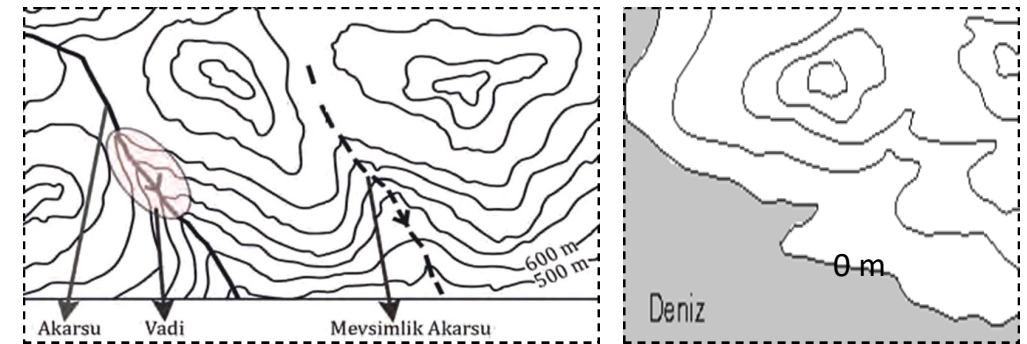 600 m
500 m
Akarsu
Vadi
Mevsimlik Akarsu
0 m
Deniz